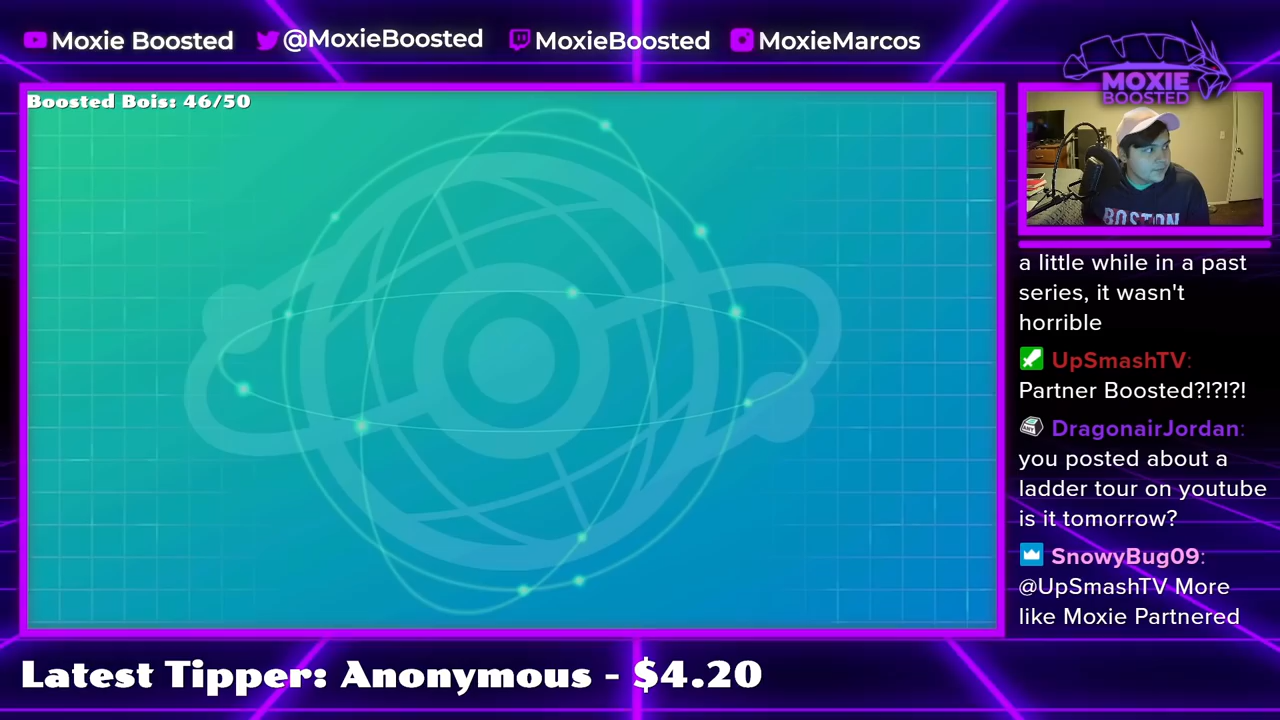 Moxie Boosted @MoxieBoosted MoxieBoosted MoxieMarcos
MOXIE
BOOSTED
Boosted Bois: 46/50
BOSTON
a little while in a past
series, it wasn't
horrible
UpSmashTV:
Partner Boosted?!?!?!
DragonairJordan:
you posted about a
ladder tour on youtube
is it tomorrow?
SnowyBug09:
@UpSmashTV More
like Moxie Partnered
Latest Tipper: Anonymous - $4.20